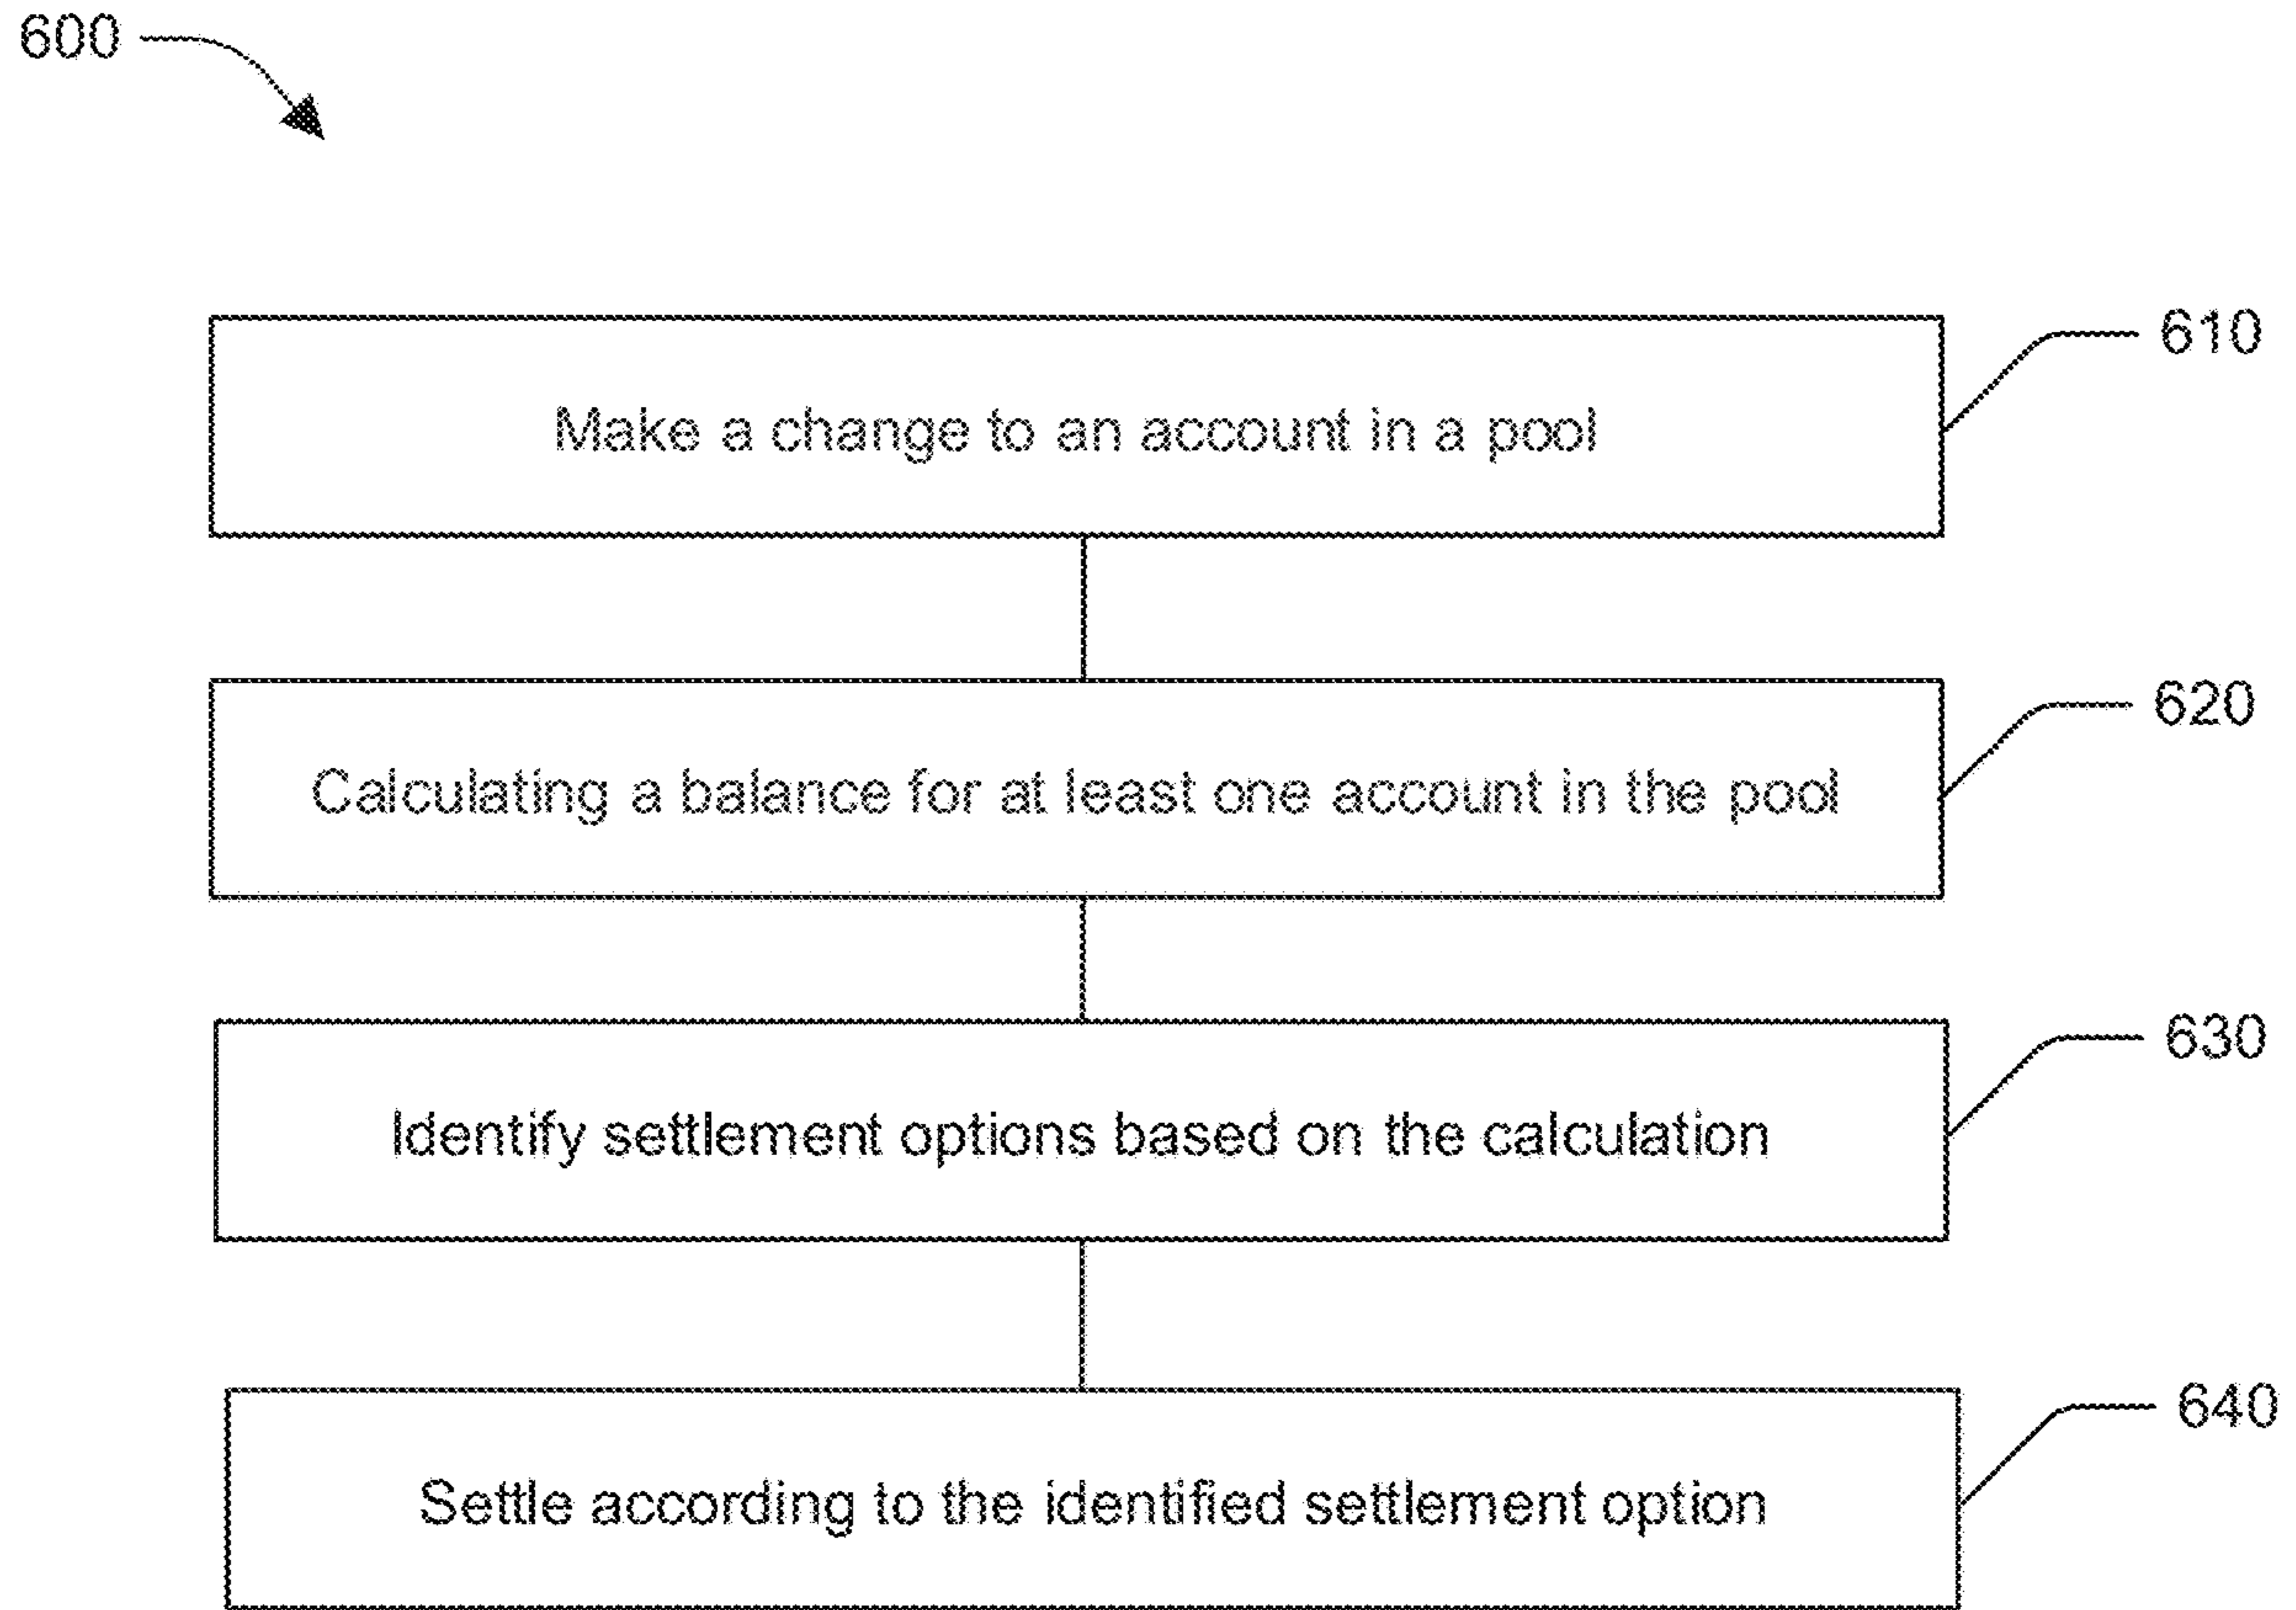 600
610
Make a change to an account in a pool
620
Calculating a balance for at least one account in the pool
630
Identify settlement options based on the calculation
640
Settle according to the identified settlement option